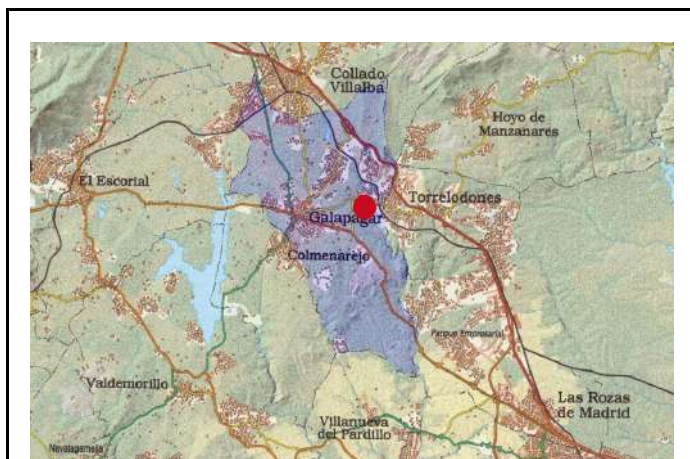 Collado
Villalba
Hoyo de
Manzanares
El Escorial
Torrelodones
Galapagar
Colmenarejo
Parque Empresarial
Valdemorillo
Las Rozas
de Madrid
Villanueva
del Pardillo
Navalagamella